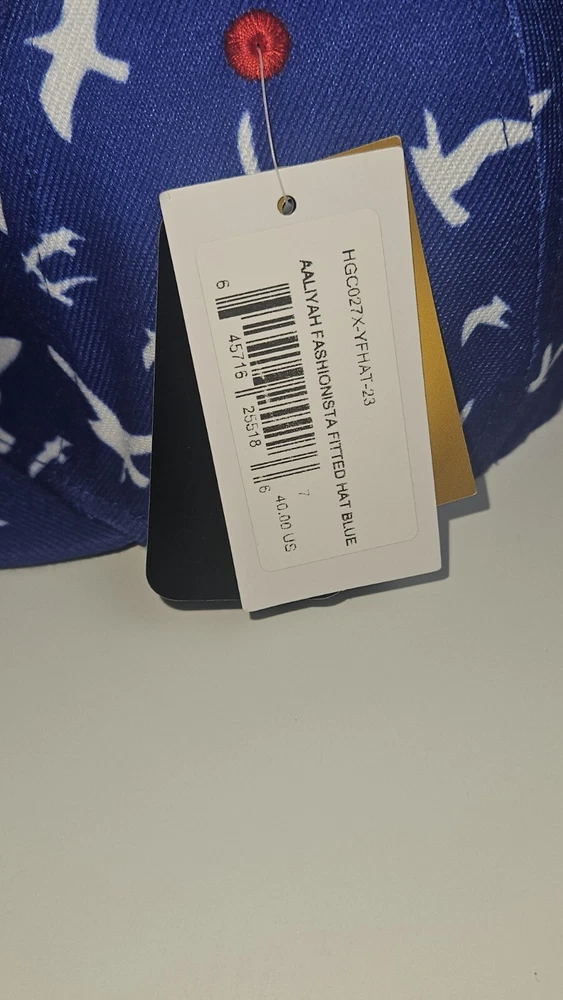 HGC027X-YFHAT-23
AALIYAH FASHIONISTA FITTED HAT BLUE
6 45716 25518 6
7
40.00 US